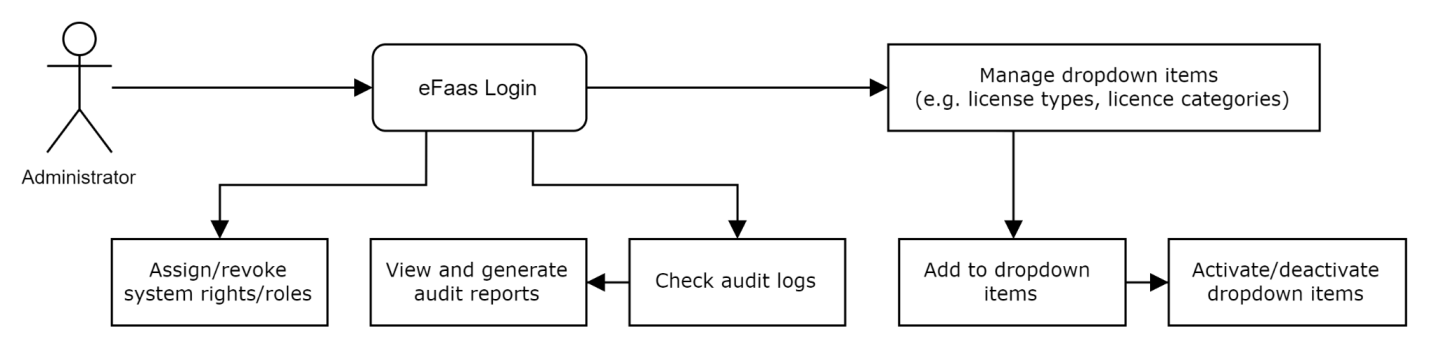 Administrator
eFaas Login
Manage dropdown items
(e.g. license types, licence categories)
Assign/revoke
system rights/roles
View and generate
audit reports
Check audit logs
Add to dropdown
items
Activate/deactivate
dropdown items